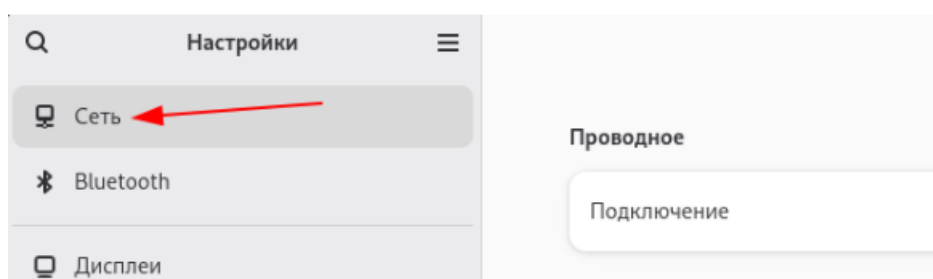 Настройки
Сеть
Bluetooth
Дисплеи
Проводное
Подключение